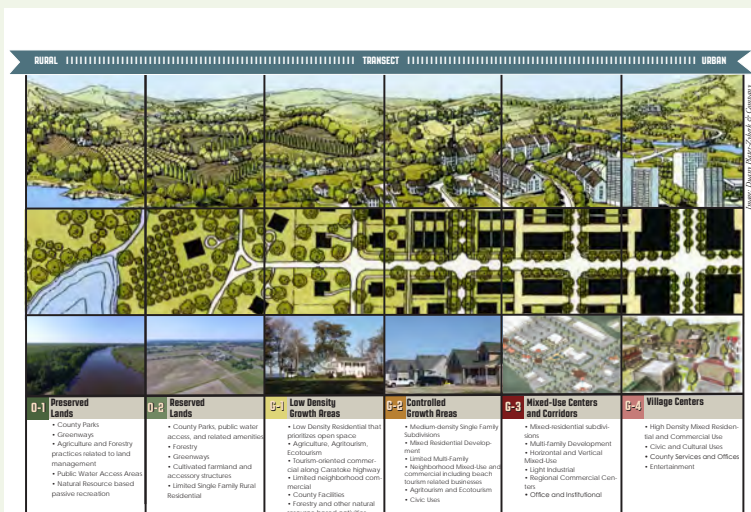 RURAL TRANSECT URBAN
Image: Duany Plater-Zyberk & Company
O-1 Preserved
Lands
• County Parks
• Greenways
• Agriculture and Forestry
practices related to land
management
• Public Water Access Areas
• Natural Resource based
passive recreation
O-2 Reserved
Lands
• County Parks, public water
access, and related amenities
• Forestry
• Greenways
• Cultivated farmland and
accessory structures
• Limited Single Family Rural
Residential
G-1 Low Density
Growth Areas
• Low Density Residential that
prioritizes open space
• Agriculture, Agritourism,
Ecotourism
• Tourism-oriented commer-
cial along Caratoke highway
• Limited neighborhood com-
mercial
• County Facilities
• Forestry and other natural
resource based activities
G-2 Controlled
Growth Areas
• Medium-density Single Family
Subdivisions
• Mixed Residential Develop-
ment
• Limited Multi-Family
• Neighborhood Mixed-Use and
commercial including beach
tourism related businesses
• Agritourism and Ecotourism
• Civic Uses
G-3 Mixed-Use Centers
and Corridors
• Mixed-residential subdivi-
sions
• Multi-family Development
• Horizontal and Vertical
Mixed-Use
• Light Industrial
• Regional Commercial Cen-
ters
• Office and Institutional
G-4 Village Centers
• High Density Mixed Residen-
tial and Commercial Use
• Civic and Cultural Uses
• County Services and Offices
• Entertainment